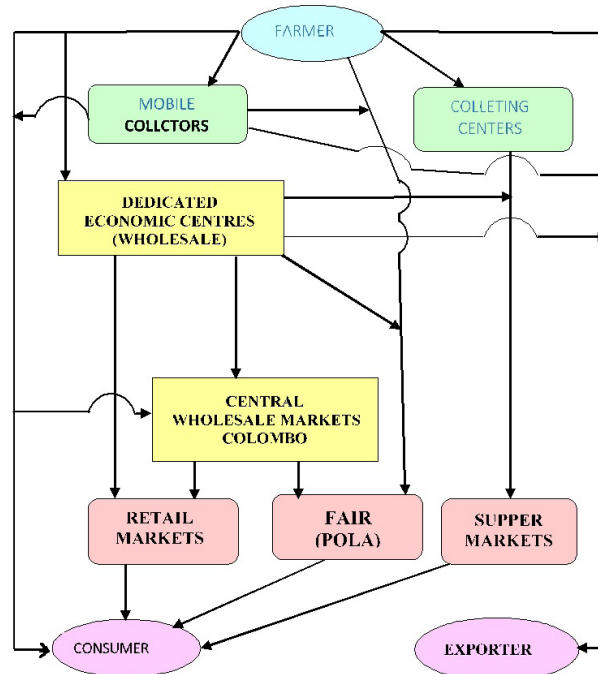 FARMER
MOBILE
COLLCTORS
COLLETING
CENTERS
DEDICATED
ECONOMIC CENTRES
(WHOLESALE)
CENTRAL
WHOLESALE MARKETS
COLOMBO
RETAIL
MARKETS
FAIR
(POLA)
SUPPER
MARKETS
CONSUMER
EXPORTER